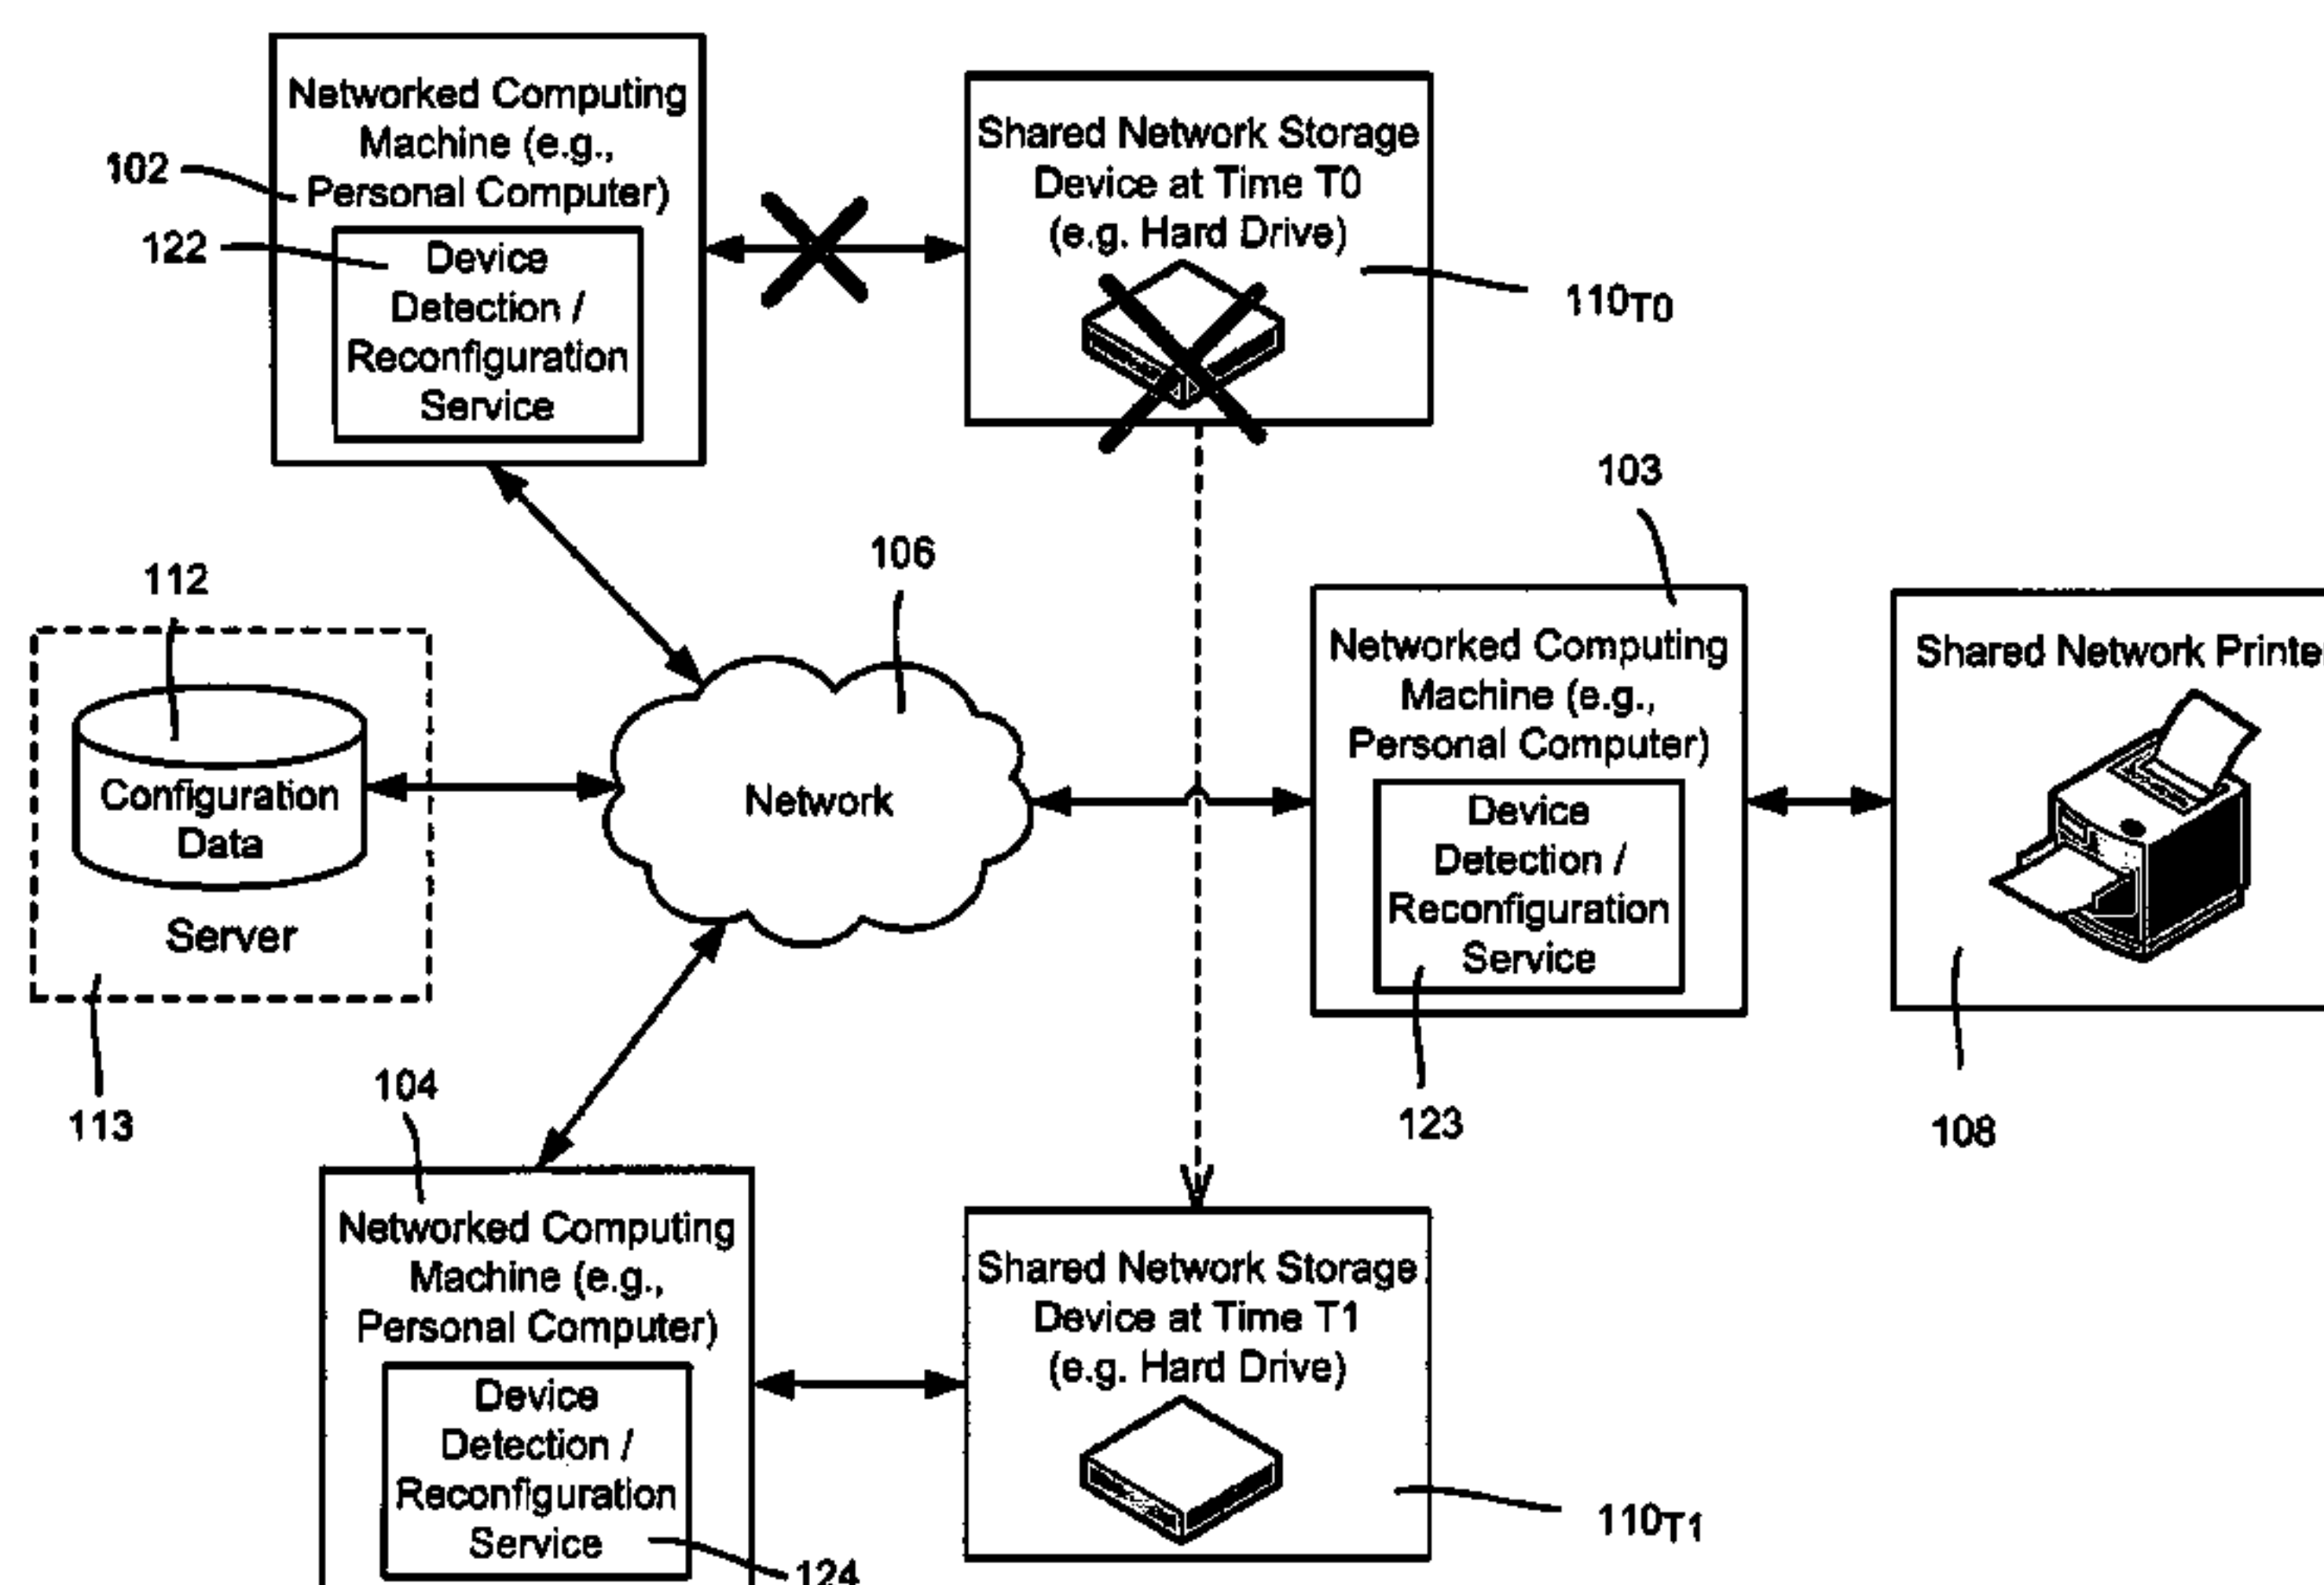 Networked Computing
Machine (e.g.,
Personal Computer)
102
122
Device
Detection /
Reconfiguration
Service
Shared Network Storage
Device at Time T0
(e.g. Hard Drive)
110T0
103
106
112
Configuration
Data
Server
113
Network
Networked Computing
Machine (e.g.,
Personal Computer)
Device
Detection /
Reconfiguration
Service
123
Shared Network Printe
108
104
Networked Computing
Machine (e.g.,
Personal Computer)
Device
Detection /
Reconfiguration
Service
124
Shared Network Storage
Device at Time T1
(e.g. Hard Drive)
110T1